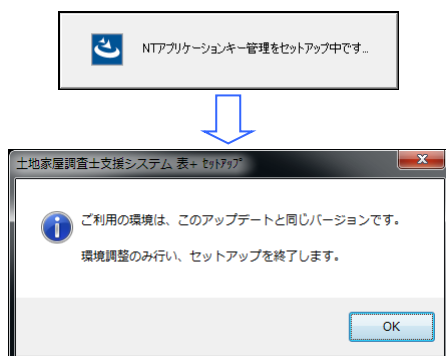 NTアプリケーションキー管理をセットアップ中です...
土地家屋調査士支援システム 表+ ｾｯﾄｱｯﾌﾟ
ご利用の環境は、このアップデートと同じバージョンです。
環境調整のみ行い、セットアップを終了します。
OK